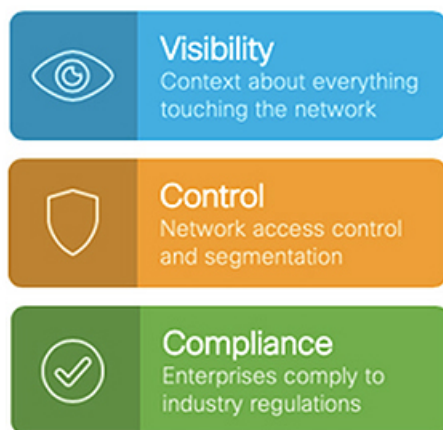 Visibility
Context about everything
touching the network
Control
Network access control
and segmentation
Compliance
Enterprises comply to
industry regulations